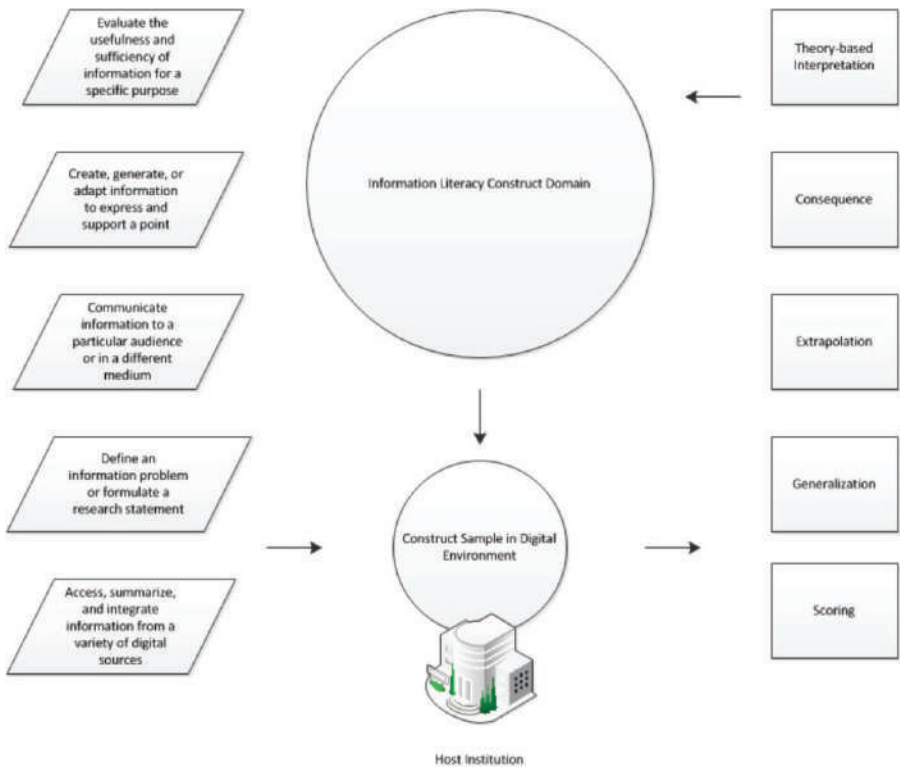 Evaluate the
usefulness and
sufficiency of
information for a
specific purpose
Create, generate, or
adapt information
to express and
support a point
Communicate
information to a
particular audience
or in a different
medium
Define an
information problem
or formulate a
research statement
Access, summarize,
and integrate
information from a
variety of digital
sources
Information Literacy Construct Domain
Construct Sample in Digital
Environment
Host Institution
Theory-based
Interpretation
Consequence
Extrapolation
Generalization
Scoring